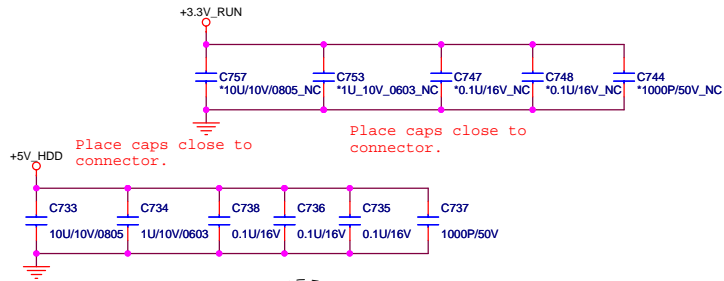 +3.3V_RUN
C757
*10U/10V/0805_NC
C753
*1U_10V_0603_NC
C747
*0.1U/16V_NC
C748
*0.1U/16V_NC
C744
*1000P/50V_NC
Place caps close to
connector.
Place caps close to
connector.
+5V_HDD
C733
10U/10V/0805
C734
1U/10V/0603
C738
0.1U/16V
C736
0.1U/16V
C735
0.1U/16V
C737
1000P/50V